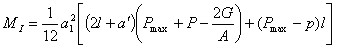 M_I = \frac{1}{12} a_1^2 \left[ (2l + a') \left( P_{max} + P - \frac{2G}{A} \right) + (P_{max} - p) l \right]